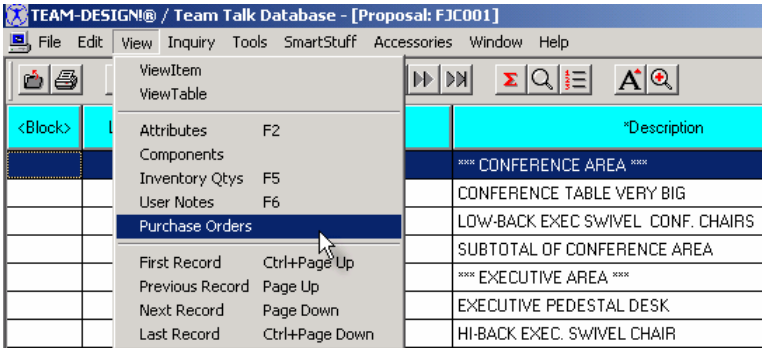 TEAM-DESIGN!® / Team Talk Database - [Proposal: FJC001]
File Edit View Inquiry Tools SmartStuff Accessories Window Help
ViewItem
ViewTable
Σ A
<Block> *Description
Attributes F2
*** CONFERENCE AREA ***
Components
Inventory Qtys F5
CONFERENCE TABLE VERY BIG
User Notes F6
LOW-BACK EXEC SWIVEL CONF. CHAIRS
Purchase Orders
SUBTOTAL OF CONFERENCE AREA
First Record Ctrl+Page Up
*** EXECUTIVE AREA ***
Previous Record Page Up
Next Record Page Down
EXECUTIVE PEDESTAL DESK
Last Record Ctrl+Page Down
HI-BACK EXEC. SWIVEL CHAIR